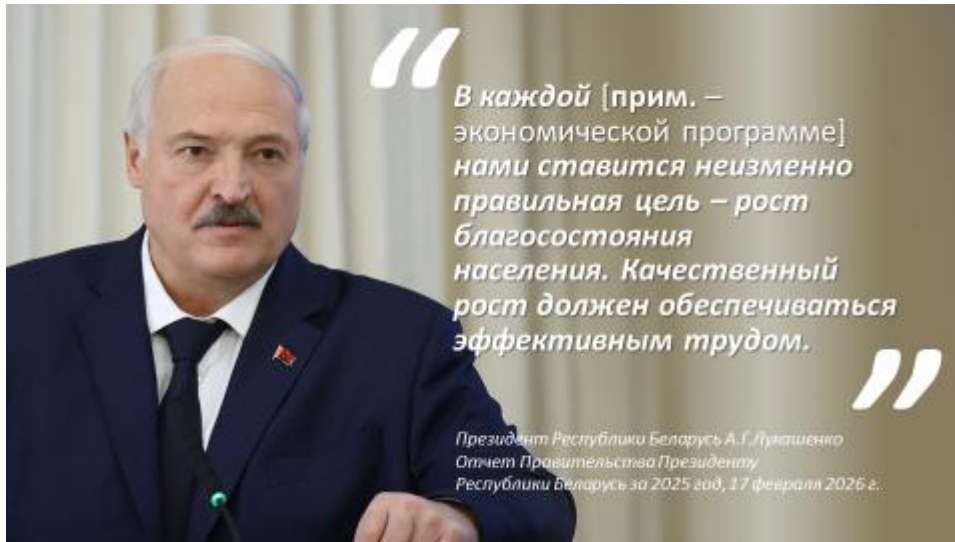 “
В каждой [прим. –
экономической программе]
нами ставится неизменно
правильная цель – рост
благосостояния
населения. Качественный
рост должен обеспечиваться
эффективным трудом.
”
Президент Республики Беларусь А.Г.Лукашенко
Отчет Правительства Президенту
Республики Беларусь за 2025 год, 17 февраля 2026 г.